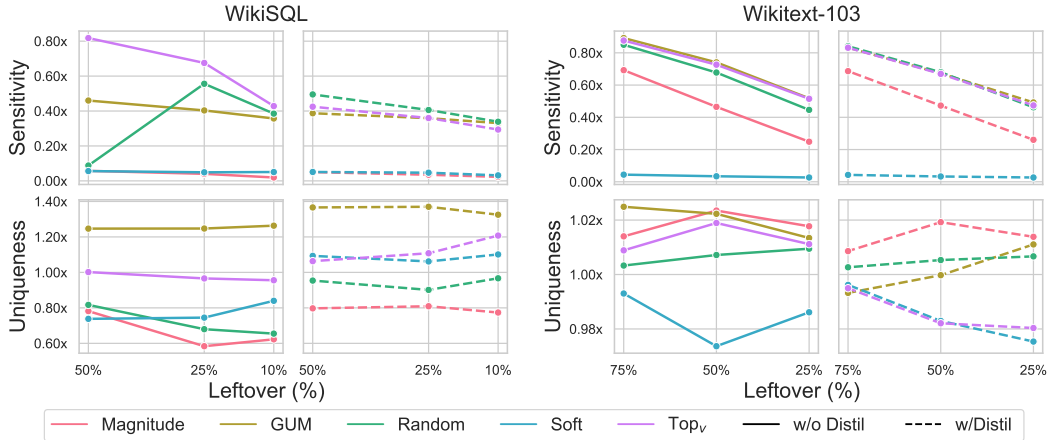 WikiSQL
Wikitext-103
Sensitivity
0.80x
0.60x
0.40x
0.20x
0.00x
Sensitivity
0.80x
0.60x
0.40x
0.20x
0.00x
Uniqueness
1.40x
1.20x
1.00x
0.80x
0.60x
Uniqueness
1.02x
1.00x
0.98x
50% 25% 10% 50% 25% 10%
75% 50% 25% 75% 50% 25%
Leftover (%)
Leftover (%)
Magnitude GUM Random Soft Topv w/o Distil w/Distil